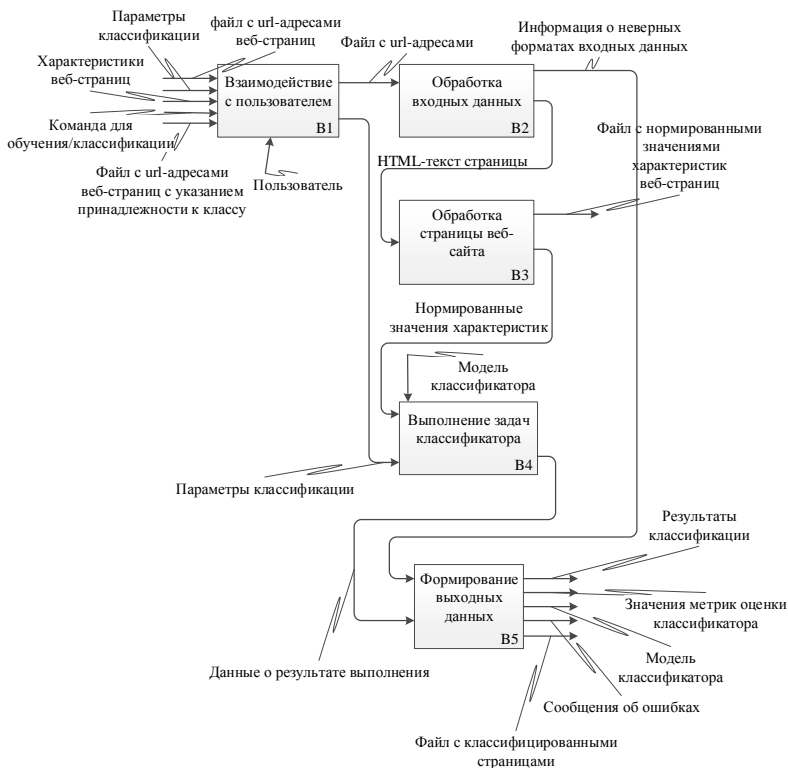 Параметры
классификации
файл с url-адресами
веб-страниц
Характеристики
веб-страниц
Команда для
обучения/классификации
Файл с url-адресами
веб-страниц с указанием
принадлежности к классу
Взаимодействие
с пользователем
B1
Пользователь
Файл с url-адресами
Обработка
входных данных
B2
Информация о неверных
форматах входных данных
HTML-текст страницы
Файл с нормированными
значениями
характеристик
веб-страниц
Обработка
страницы веб-
сайта
B3
Нормированные
значения характеристик
Модель
классификатора
Выполнение задач
классификатора
B4
Параметры классификации
Формирование
выходных
данных
B5
Результаты
классификации
Значения метрик оценки
классификатора
Модель
классификатора
Сообщения об ошибках
Данные о результате выполнения
Файл с классифицированными
страницами